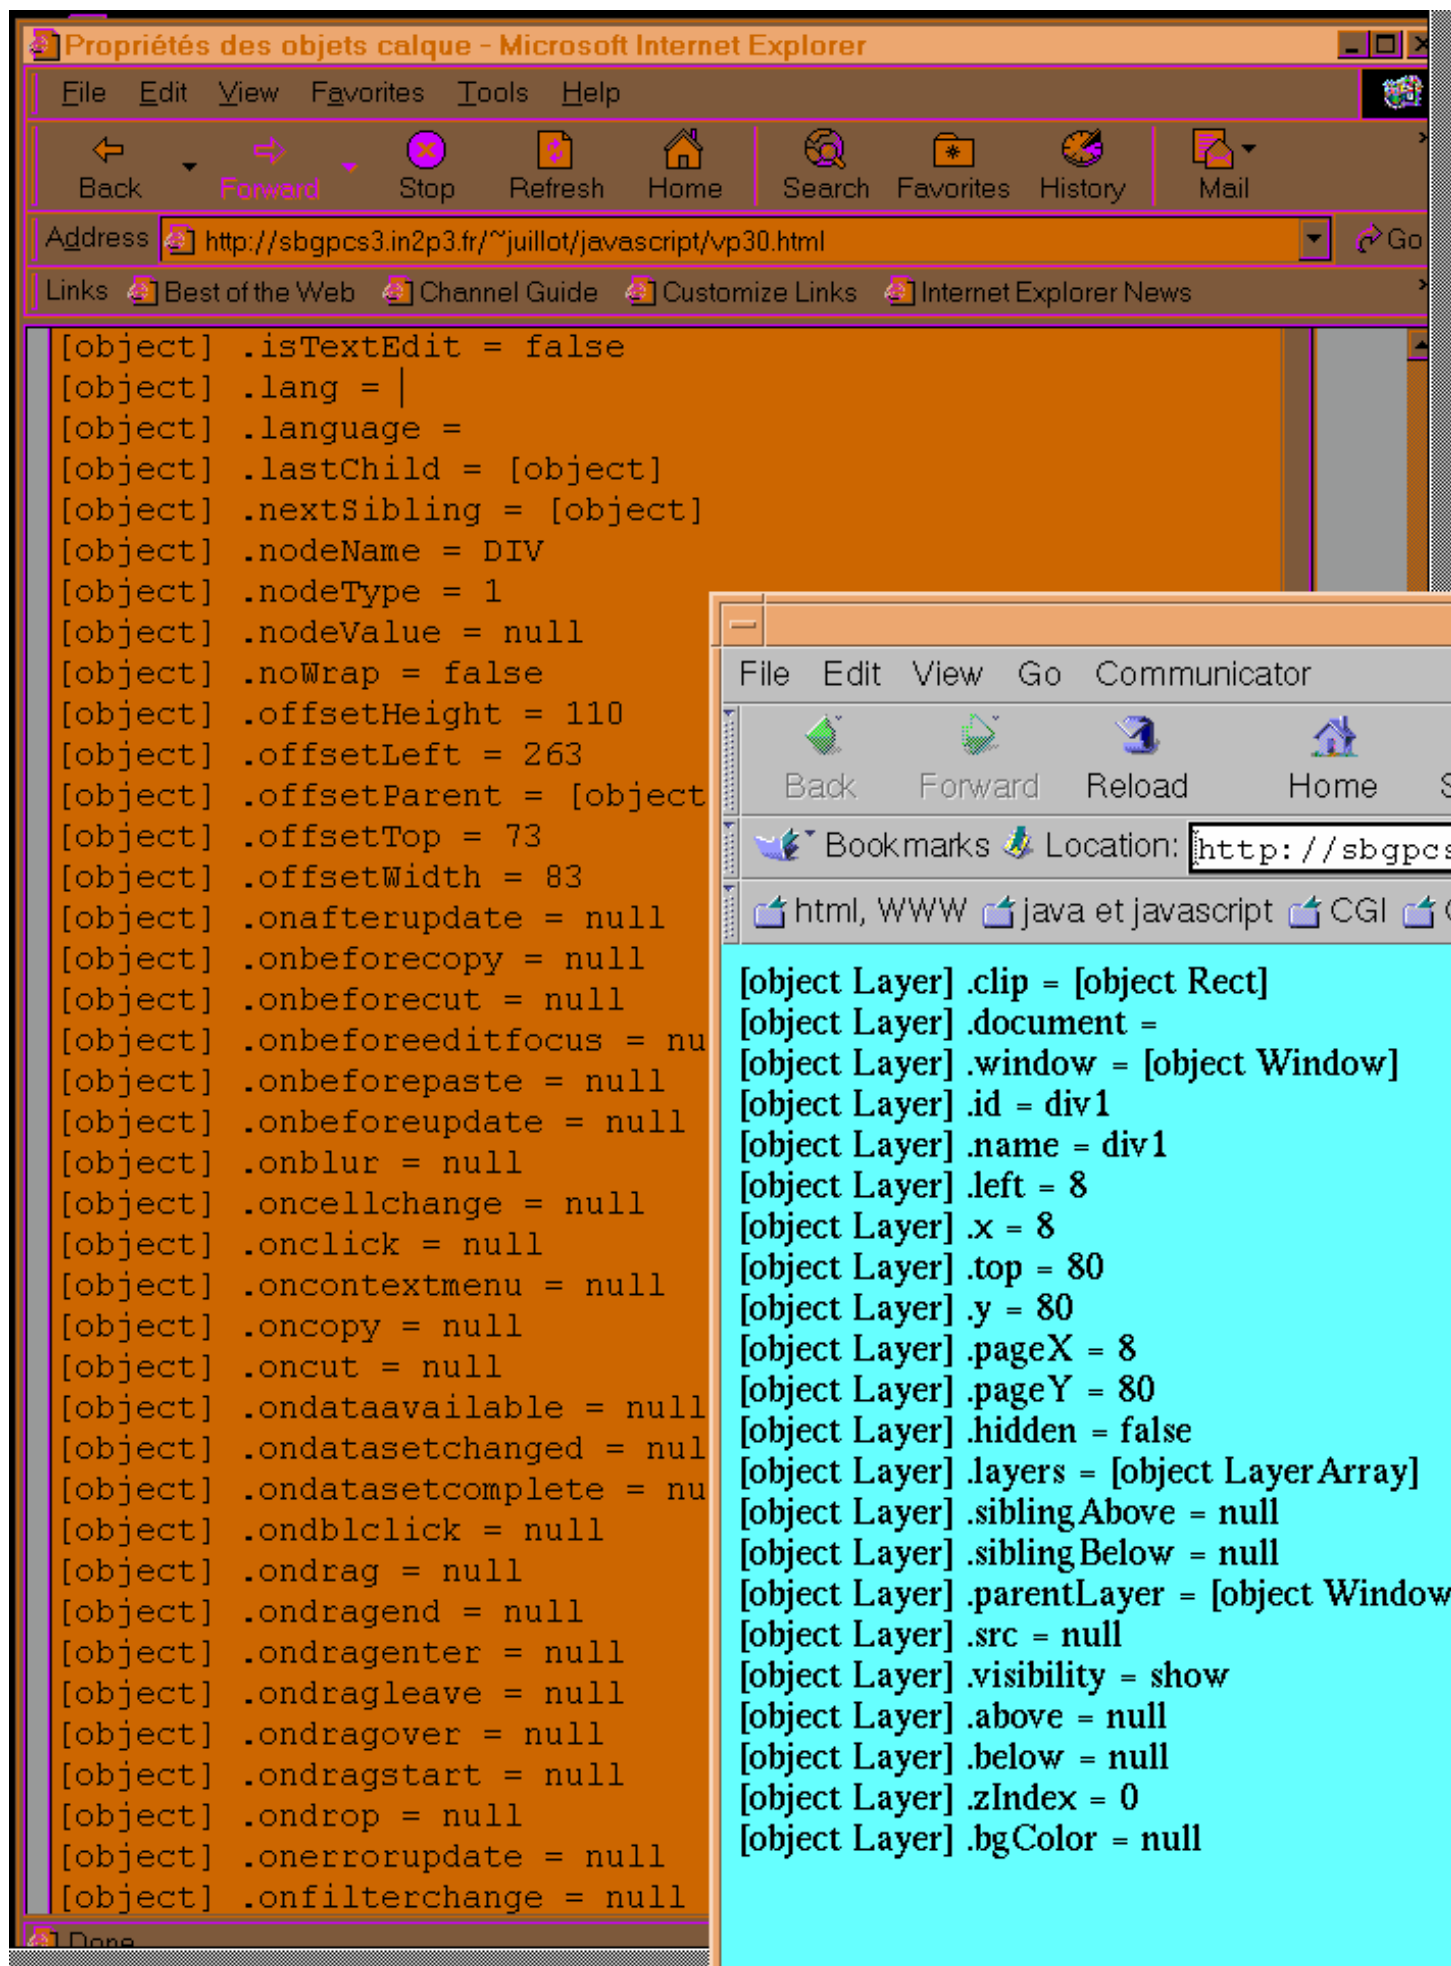 Propriétés des objets calque - Microsoft Internet Explorer
File Edit View Favorites Tools Help
Back Forward Stop Refresh Home Search Favorites History Mail
Address http://sbgpcs3.in2p3.fr/~juillot/javascript/vp30.html Go
Links Best of the Web Channel Guide Customize Links Internet Explorer News
[object] .isTextEdit = false
[object] .lang =
[object] .language =
[object] .lastChild = [object]
[object] .nextSibling = [object]
[object] .nodeName = DIV
[object] .nodeType = 1
[object] .nodeValue = null
[object] .noWrap = false
[object] .offsetHeight = 110
[object] .offsetLeft = 263
[object] .offsetParent = [object
[object] .offsetTop = 73
[object] .offsetWidth = 83
[object] .onafterupdate = null
[object] .onbeforecopy = null
[object] .onbeforecut = null
[object] .onbeforeeditfocus = nu
[object] .onbeforepaste = null
[object] .onbeforeupdate = null
[object] .onblur = null
[object] .oncellchange = null
[object] .onclick = null
[object] .oncontextmenu = null
[object] .oncopy = null
[object] .oncut = null
[object] .ondataavailable = null
[object] .ondatasetchanged = nul
[object] .ondatasetcomplete = nu
[object] .ondblclick = null
[object] .ondrag = null
[object] .ondragend = null
[object] .ondragenter = null
[object] .ondragleave = null
[object] .ondragover = null
[object] .ondragstart = null
[object] .ondrop = null
[object] .onerrorupdate = null
[object] .onfilterchange = null
Done
File Edit View Go Communicator
Back Forward Reload Home S
Bookmarks Location: http://sbgpcs
html, WWW java et javascript CGI
[object Layer] .clip = [object Rect]
[object Layer] .document =
[object Layer] .window = [object Window]
[object Layer] .id = div1
[object Layer] .name = div1
[object Layer] .left = 8
[object Layer] .x = 8
[object Layer] .top = 80
[object Layer] .y = 80
[object Layer] .pageX = 8
[object Layer] .pageY = 80
[object Layer] .hidden = false
[object Layer] .layers = [object LayerArray]
[object Layer] .siblingAbove = null
[object Layer] .siblingBelow = null
[object Layer] .parentLayer = [object Window
[object Layer] .src = null
[object Layer] .visibility = show
[object Layer] .above = null
[object Layer] .below = null
[object Layer] .zIndex = 0
[object Layer] .bgColor = null